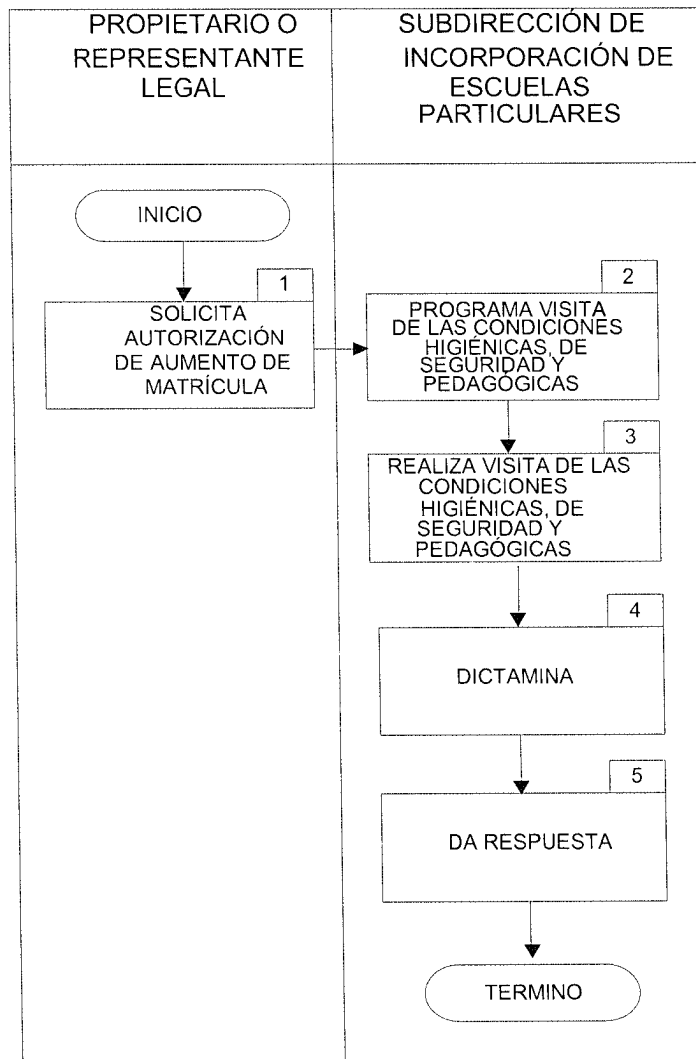 PROPIETARIO O
REPRESENTANTE
LEGAL
SUBDIRECCIÓN DE
INCORPORACIÓN DE
ESCUELAS
PARTICULARES
INICIO
1
SOLICITA
AUTORIZACIÓN
DE AUMENTO DE
MATRÍCULA
2
PROGRAMA VISITA
DE LAS CONDICIONES
HIGIÉNICAS, DE
SEGURIDAD Y
PEDAGÓGICAS
3
REALIZA VISITA DE LAS
CONDICIONES
HIGIÉNICAS, DE
SEGURIDAD Y
PEDAGÓGICAS
4
DICTAMINA
5
DA RESPUESTA
TERMINO